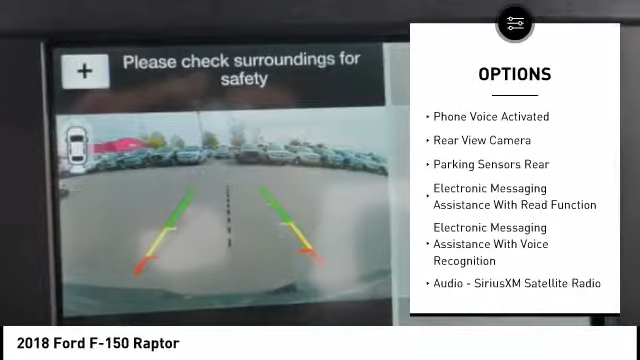 Please check surroundings for
safety
+
OPTIONS
Phone Voice Activated
Rear View Camera
Parking Sensors Rear
Electronic Messaging
Assistance With Read Function
Electronic Messaging
Assistance With Voice
Recognition
Audio - SiriusXM Satellite Radio
2018 Ford F-150 Raptor